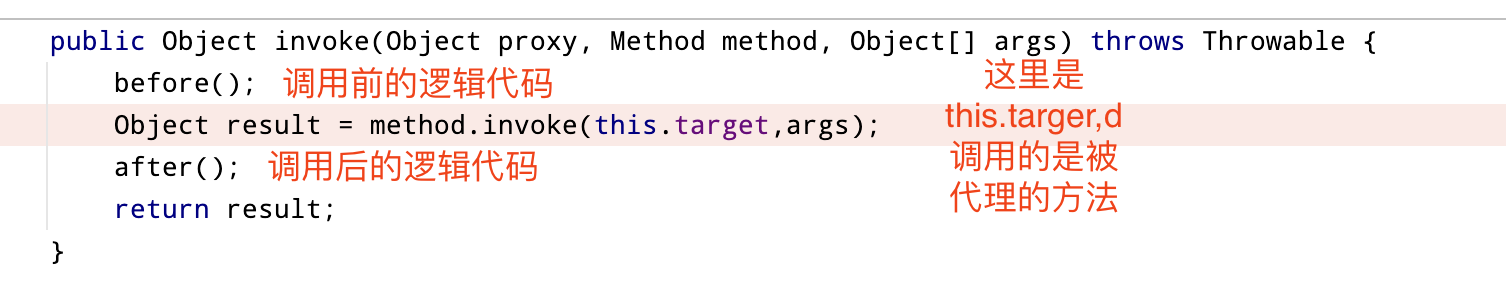 public Object invoke(Object proxy, Method method, Object[] args) throws Throwable {
before(); 调用前的逻辑代码
这里是
Object result = method.invoke(this.target,args);
this.targer,d
调用的是被
代理的方法
after(); 调用后的逻辑代码
return result;
}